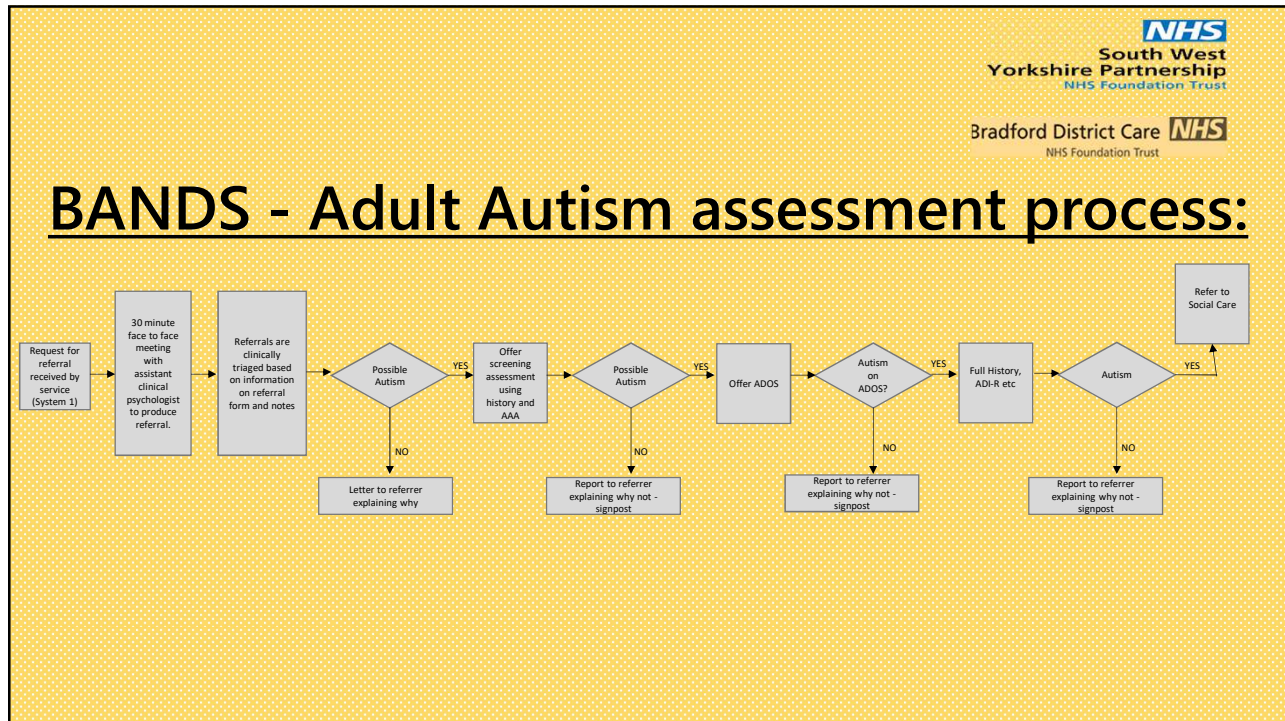 NHS
South West
Yorkshire Partnership
NHS Foundation Trust
Bradford District Care NHS
NHS Foundation Trust
BANDS - Adult Autism assessment process:
Request for
referral
received by
service
(System 1)
30 minute
face to face
meeting
with
assistant
clinical
psychologist
to produce
referral.
Referrals are
clinically
triaged based
on information
on referral
form and notes
Possible
Autism
YES
NO
Letter to referrer
explaining why
Offer
screening
assessment
using
history and
AAA
Possible
Autism
YES
NO
Report to referrer
explaining why not -
signpost
Offer ADOS
Autism
on
ADOS?
YES
NO
Report to referrer
explaining why not -
signpost
Full History,
ADI-R etc
Autism
YES
NO
Report to referrer
explaining why not -
signpost
Refer to
Social Care